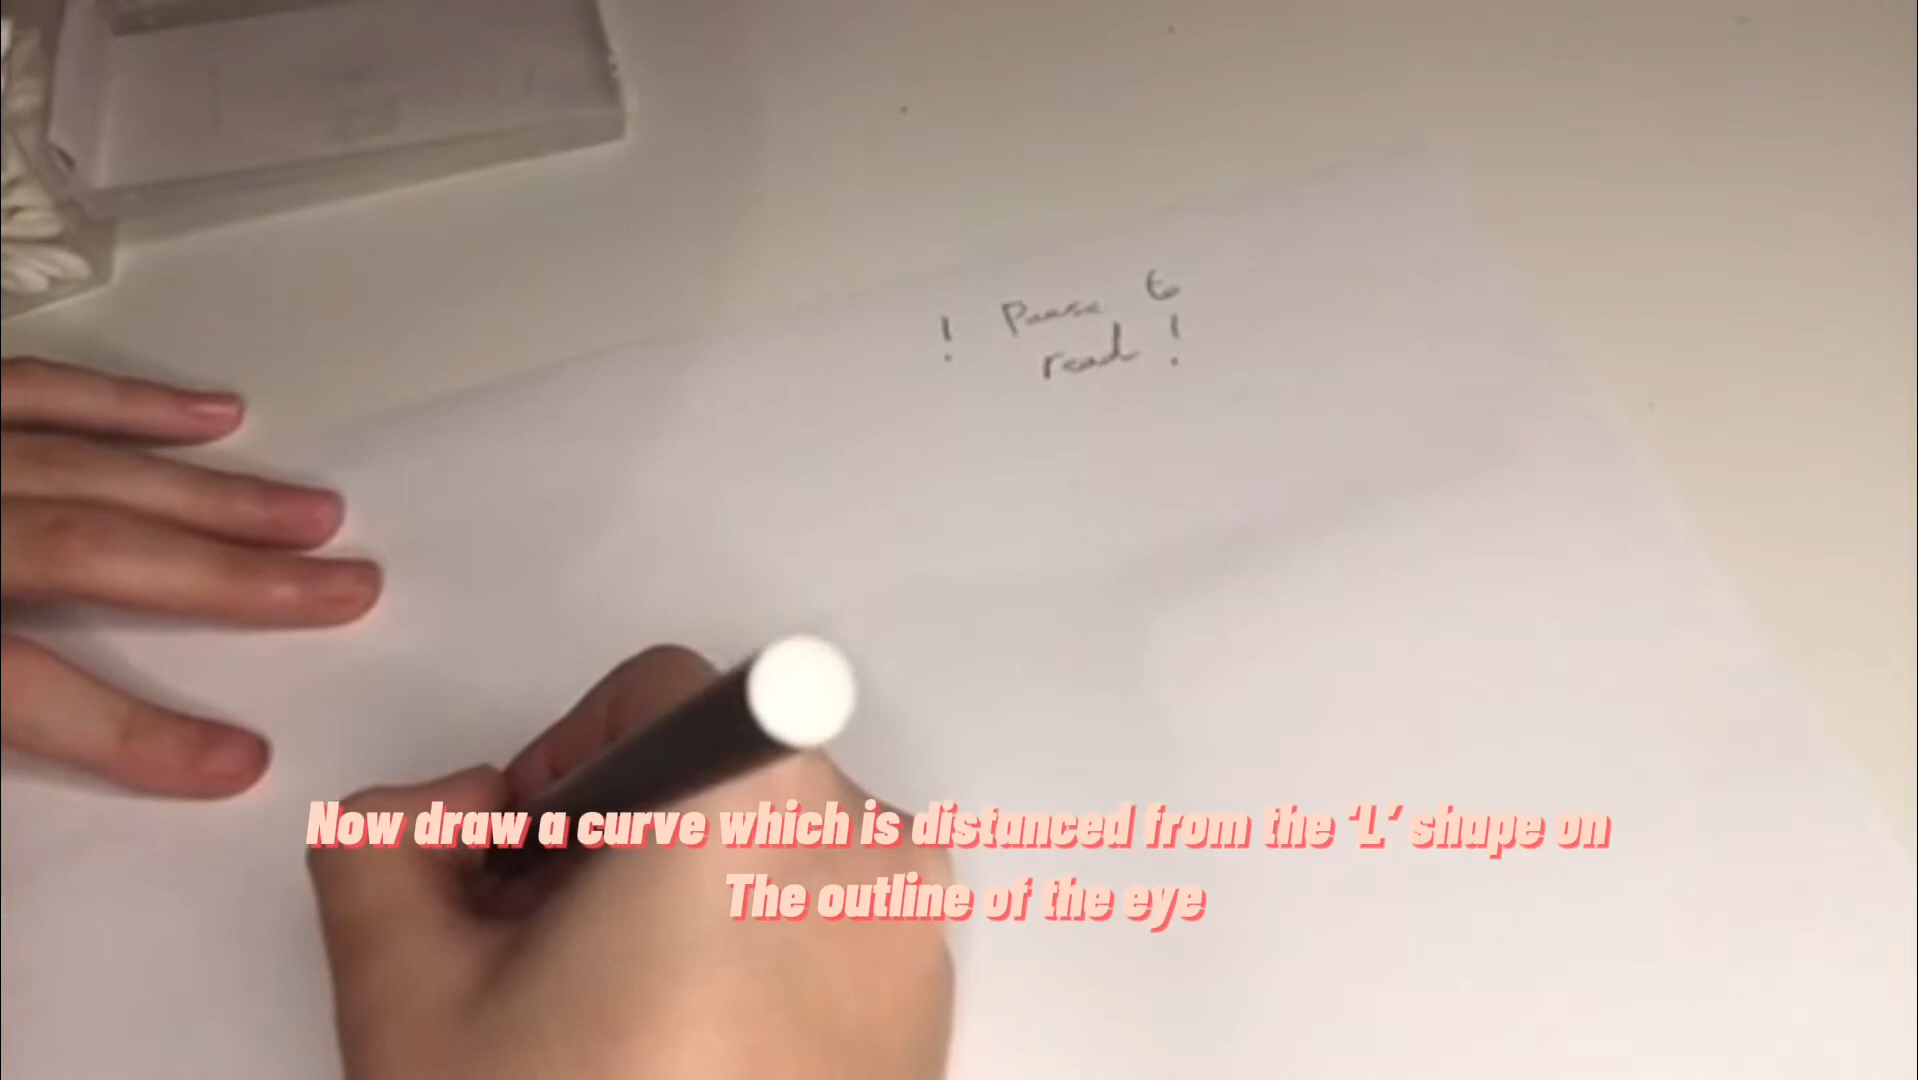 ! Pause to
read !
Now draw a curve which is distanced from the ‘L’ shape on
The outline of the eye